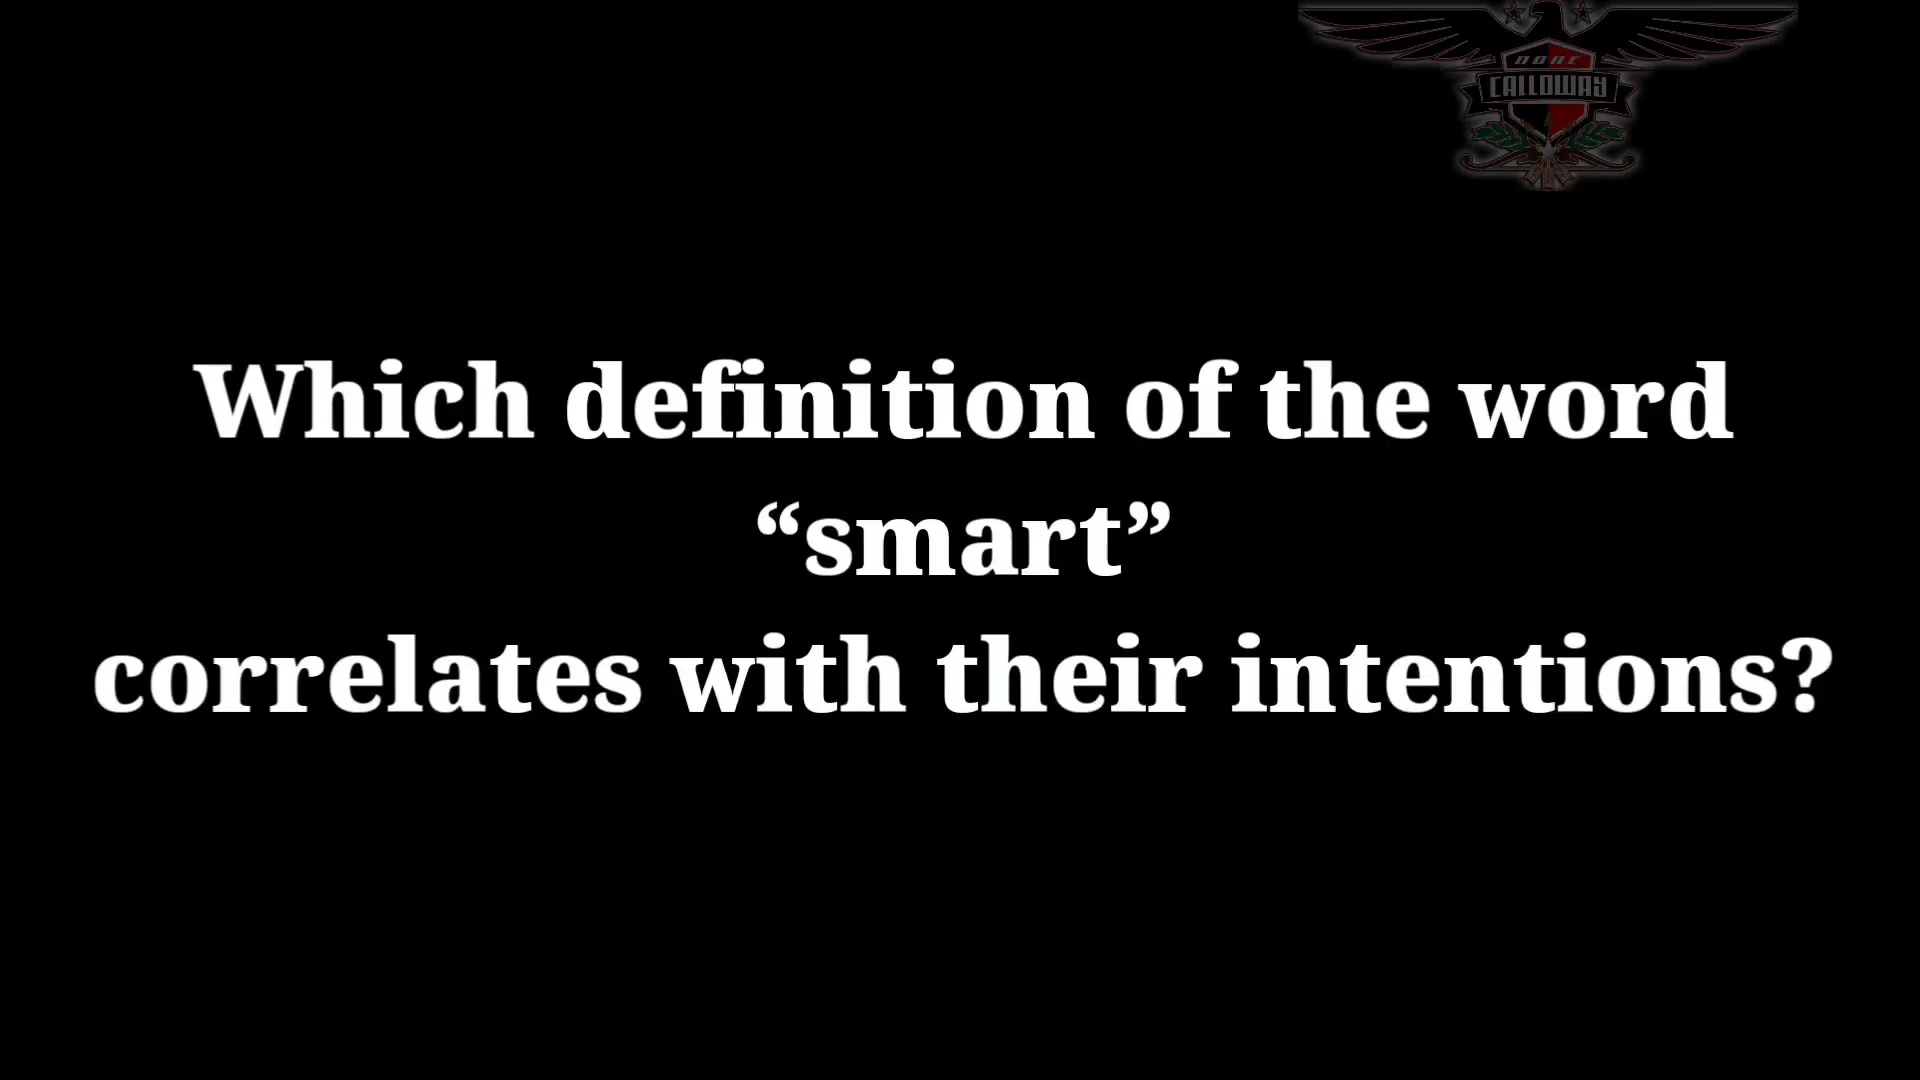 CALLOWAY
Which definition of the word
“smart”
correlates with their intentions?